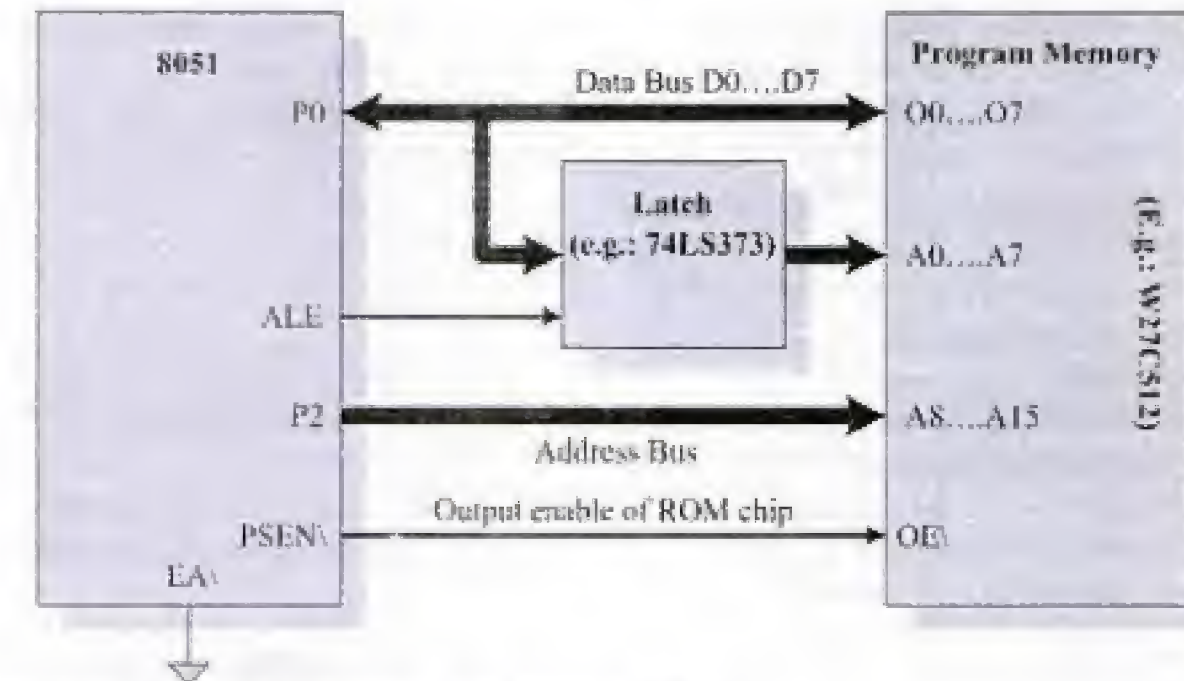 8051
Program Memory
Data Bus D0....D7
P0
O0....O7
Latch
(e.g.: 74LS373)
A0....A7
(E.g.: W27C512)
ALE
P2
A8....A15
Address Bus
Output enable of ROM chip
PSEN\
OE\
EA\